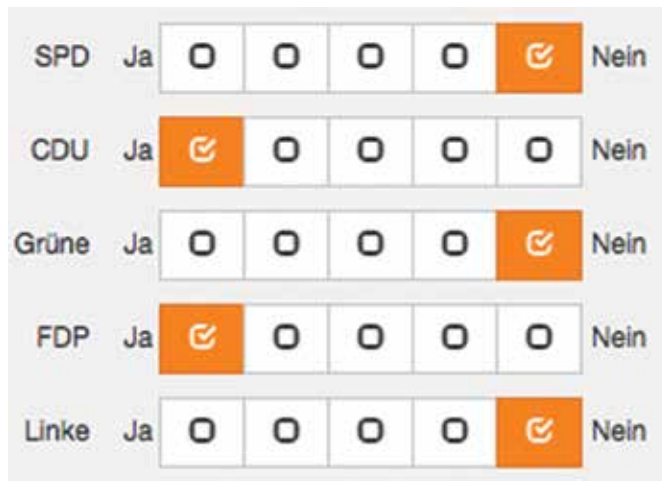 SPD Ja Nein
CDU Ja Nein
Grüne Ja Nein
FDP Ja Nein
Linke Ja Nein